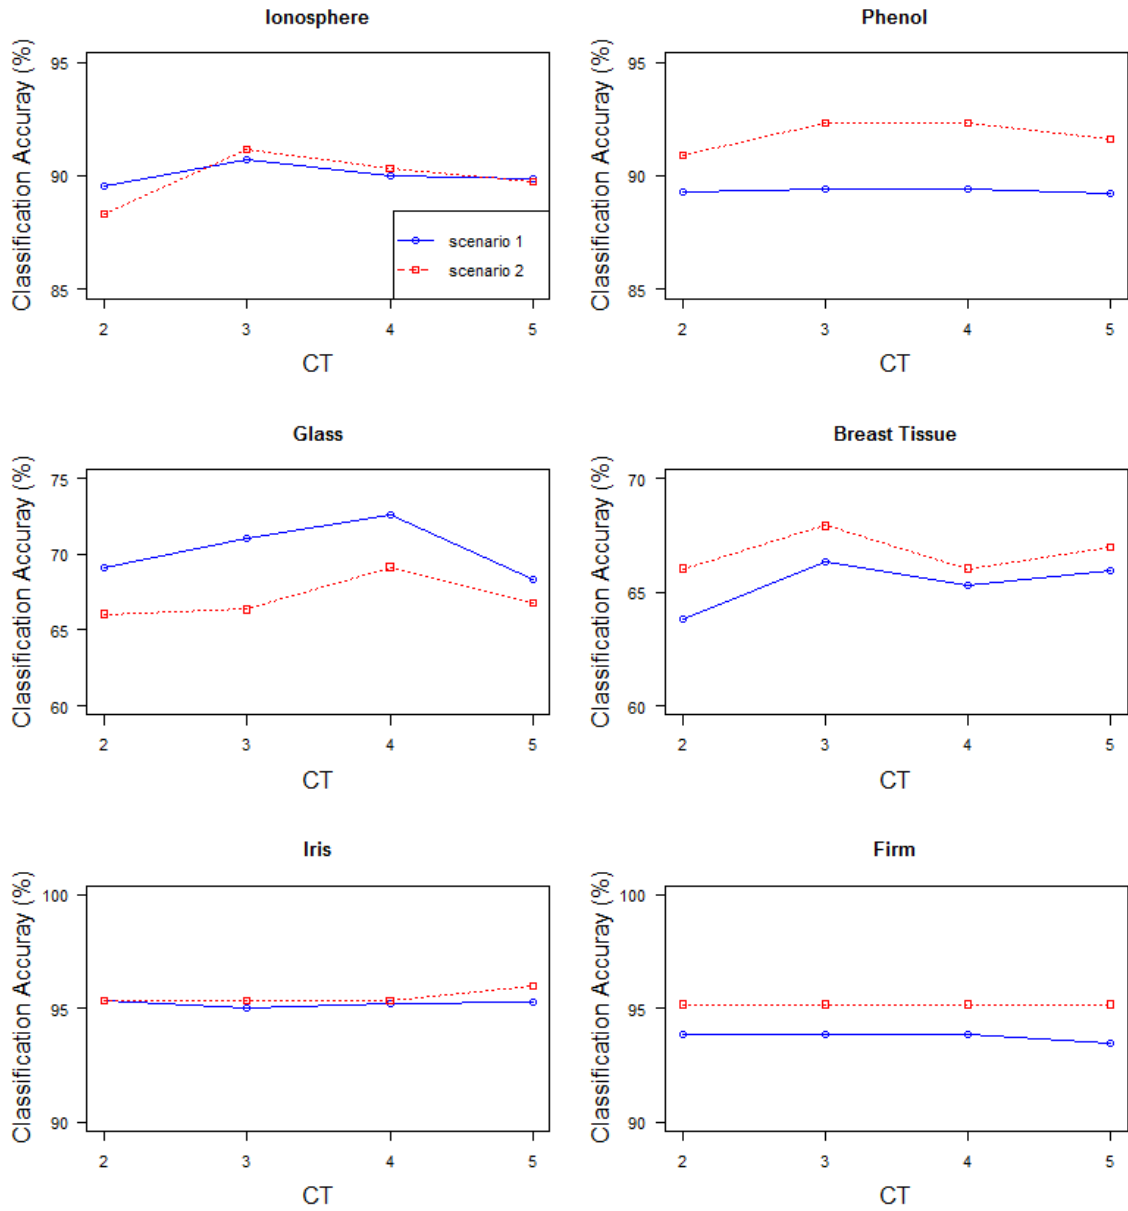 Ionosphere
Classification Accuray (%)
95
90
85
scenario 1
scenario 2
2 3 4 5
CT
Phenol
Classification Accuray (%)
95
90
85
2 3 4 5
CT
Glass
Classification Accuray (%)
75
70
65
60
2 3 4 5
CT
Breast Tissue
Classification Accuray (%)
70
65
60
2 3 4 5
CT
Iris
Classification Accuray (%)
100
95
90
2 3 4 5
CT
Firm
Classification Accuray (%)
100
95
90
2 3 4 5
CT